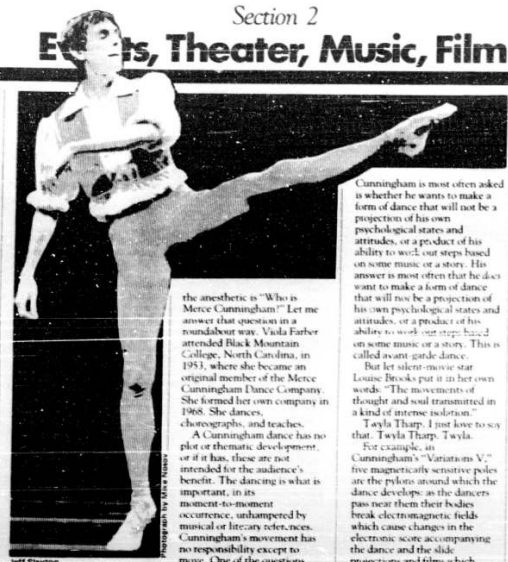 Section 2
Events, Theater, Music, Film
Cunningham is most often asked
is whether he wants to make a
form of dance that will not be a
projection of his own
psychological states and
attitudes, or a product of his
ability to work out steps based
on some music or a story. His
answer is most often that he does
want to make a form of dance
that will not be a projection of
his own psychological states and
attitudes, or a product of his
ability to work out steps based
on some music or a story. This is
called avant-garde dance.
But let silent-movie star
Louise Brooks put it in her own
words: "The movements of
thought and soul transmitted in
a kind of intense isolotion."
Twyla Tharp. I just love to say
that. Twyla Tharp. Twyla.
For example, in
Cunningham's "Variations V,"
five magnetically sensitive poles
are the pylons around which the
dance develops: as the dancers
pass near them their bodies
break electromagnetic fields
which cause changes in the
electronic score accompanying
the dance and the slide
projections and films which
the anesthetic is "Who is
Merce Cunningham?" Let me
answer that question in a
roundabout way. Viola Farber
attended Black Mountain
College, North Carolina, in
1953, where she became an
original member of the Merce
Cunningham Dance Company.
She formed her own company in
1968. She dances,
choreographs, and teaches.
A Cunningham dance has no
plot or thematic development,
or if it has, these are not
intended for the audience's
benefit. The dancing is what is
important, in its
moment-to-moment
occurrence, unhampered by
musical or literary references.
Cunningham's movement has
no responsibility except to
move. One of the questions
Photograph by Mike
Jeff Slayton